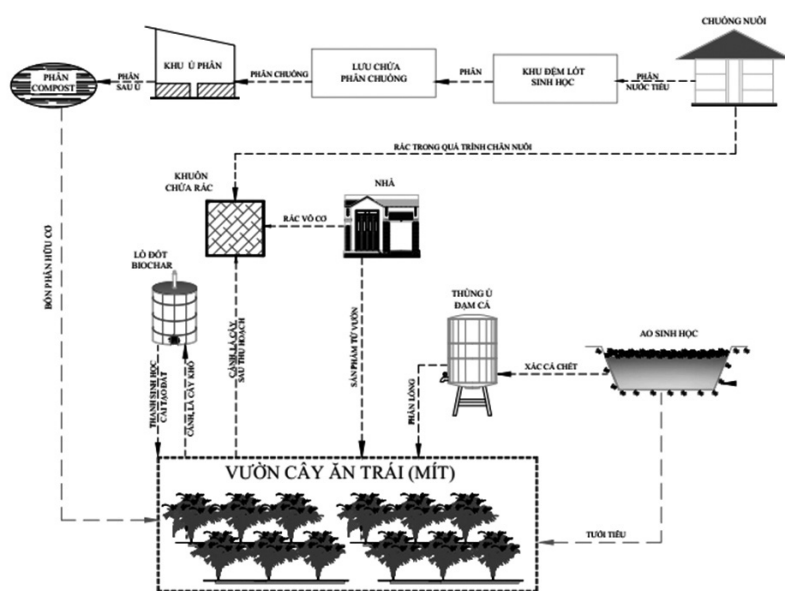 CHUỒNG NUÔI
PHÂN
COMPOST
PHÂN
SAU Ủ
KHU Ủ PHÂN
PHÂN CHUỒNG
LƯU CHỨA
PHÂN CHUỒNG
PHÂN
KHU ĐỆM LÓT
SINH HỌC
PHÂN
NƯỚC TIỂU
RÁC TRONG QUÁ TRÌNH CHĂN NUÔI
KHUÔN
CHỨA RÁC
RÁC VÔ CƠ
NHÀ
LÒ ĐỐT
BIOCHAR
BÓN PHÂN HỮU CƠ
THANH SINH HỌC
CẢI TẠO ĐẤT
CÀNH, LÁ CÂY KHÔ
CÀNH, LÁ CÂY
SAU THU HOẠCH
SẢN PHẨM TỪ VƯỜN
THÙNG Ủ
ĐẠM CÁ
PHÂN LỎNG
XÁC CÁ CHẾT
AO SINH HỌC
VƯỜN CÂY ĂN TRÁI (MÍT)
TƯỚI TIÊU